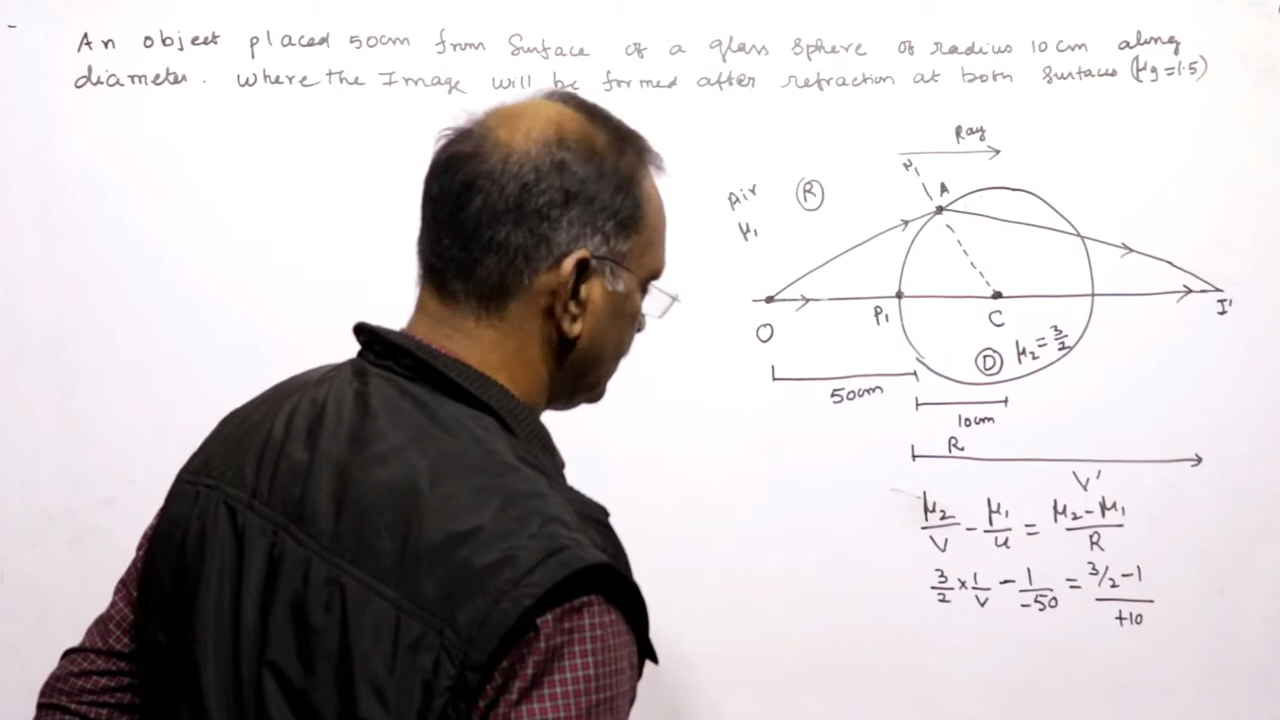 An object placed 50cm from Surface of a glass sphere of radius 10 cm along
diameter. Where the Image will be formed after refraction at both surfaces (μg=1.5)
Ray
Air
R
μ₁
μ₁
A
O
P₁
C
I'
D
μ₂=3/2
50cm
10cm
R
V'
μ₂/V - μ₁/u = μ₂-μ₁/R
3/2 × 1/V - 1/-50 = 3/2-1/+10